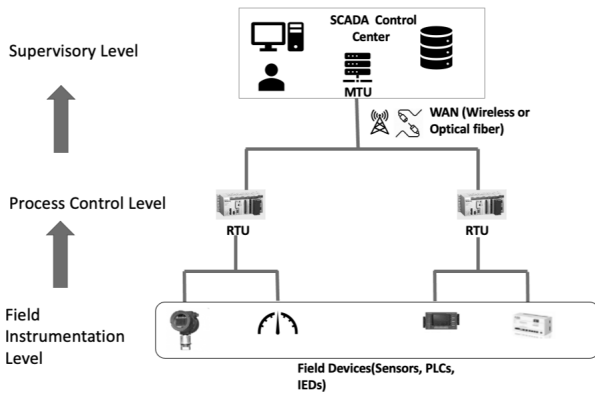 SCADA Control
Center
Supervisory Level
MTU
WAN (Wireless or
Optical fiber)
Process Control Level
RTU
RTU
Field
Instrumentation
Level
Field Devices(Sensors, PLCs,
IEDs)